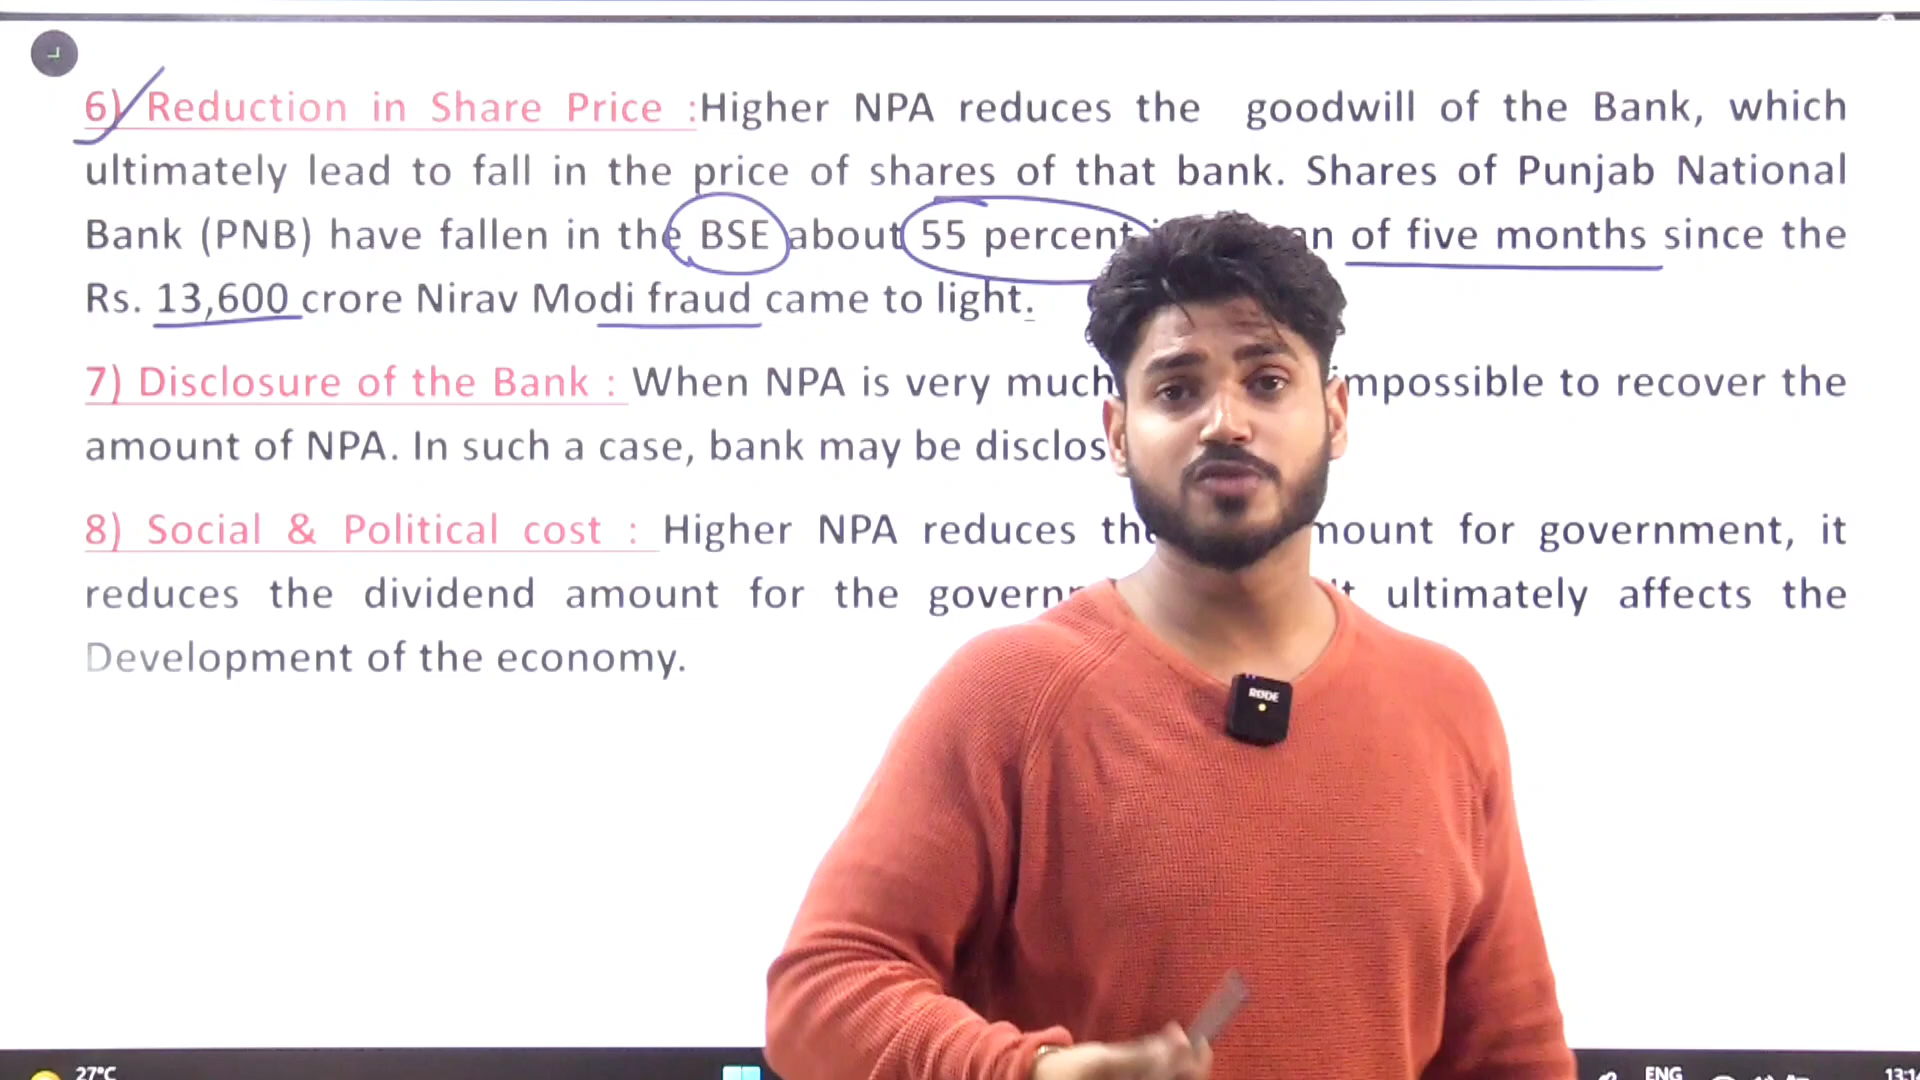 6) Reduction in Share Price :Higher NPA reduces the goodwill of the Bank, which
ultimately lead to fall in the price of shares of that bank. Shares of Punjab National
Bank (PNB) have fallen in the BSE about 55 percent of five months since the
Rs. 13,600 crore Nirav Modi fraud came to light.
7) Disclosure of the Bank : When NPA is very much impossible to recover the
amount of NPA. In such a case, bank may be
8) Social & Political cost : Higher NPA reduces for government, it
reduces the dividend amount for the ultimately affects the
Development of the economy.
RØDE
27°C
ENG